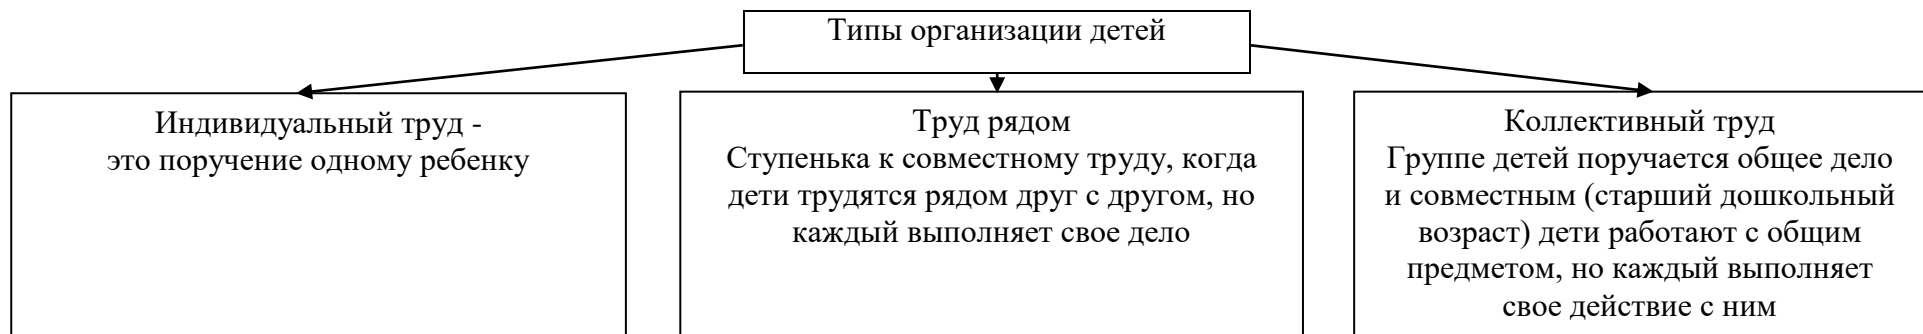 Типы организации детей
Индивидуальный труд -
это поручение одному ребенку
Труд рядом
Ступенька к совместному труду, когда
дети трудятся рядом друг с другом, но
каждый выполняет свое дело
Коллективный труд
Группе детей поручается общее дело
и совместным (старший дошкольный
возраст) дети работают с общим
предметом, но каждый выполняет
свое действие с ним